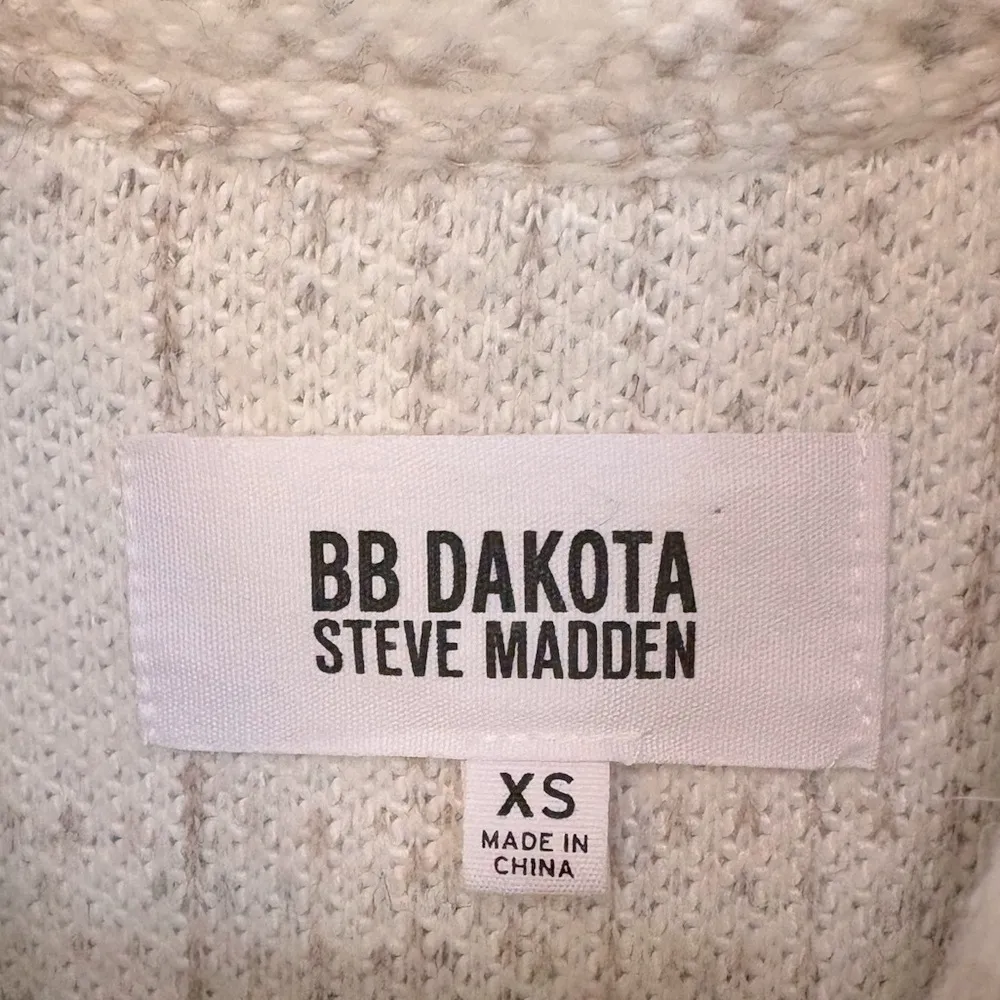 BB DAKOTA
STEVE MADDEN
XS
MADE IN
CHINA